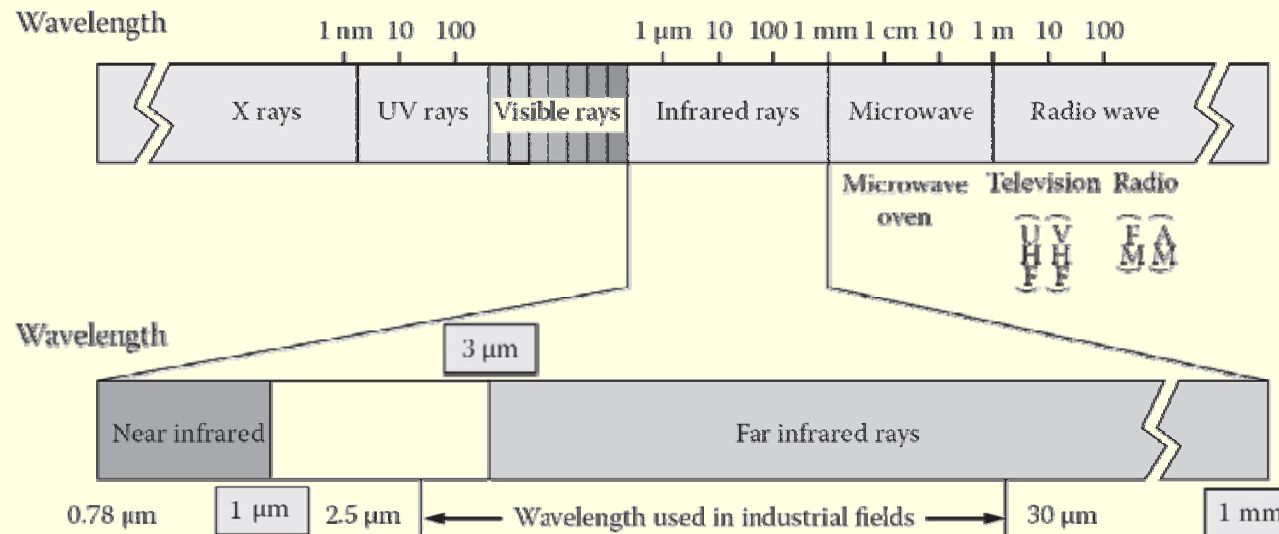 Wavelength
1 nm 10 100 1 μm 10 100 1 mm 1 cm 10 1 m 10 100
X rays UV rays Visible rays Infrared rays Microwave Radio wave
Microwave oven Television Radio
UHF VHF FM AM
Wavelength
3 μm
Near infrared Far infrared rays
0.78 μm 1 μm 2.5 μm Wavelength used in industrial fields 30 μm 1 mm